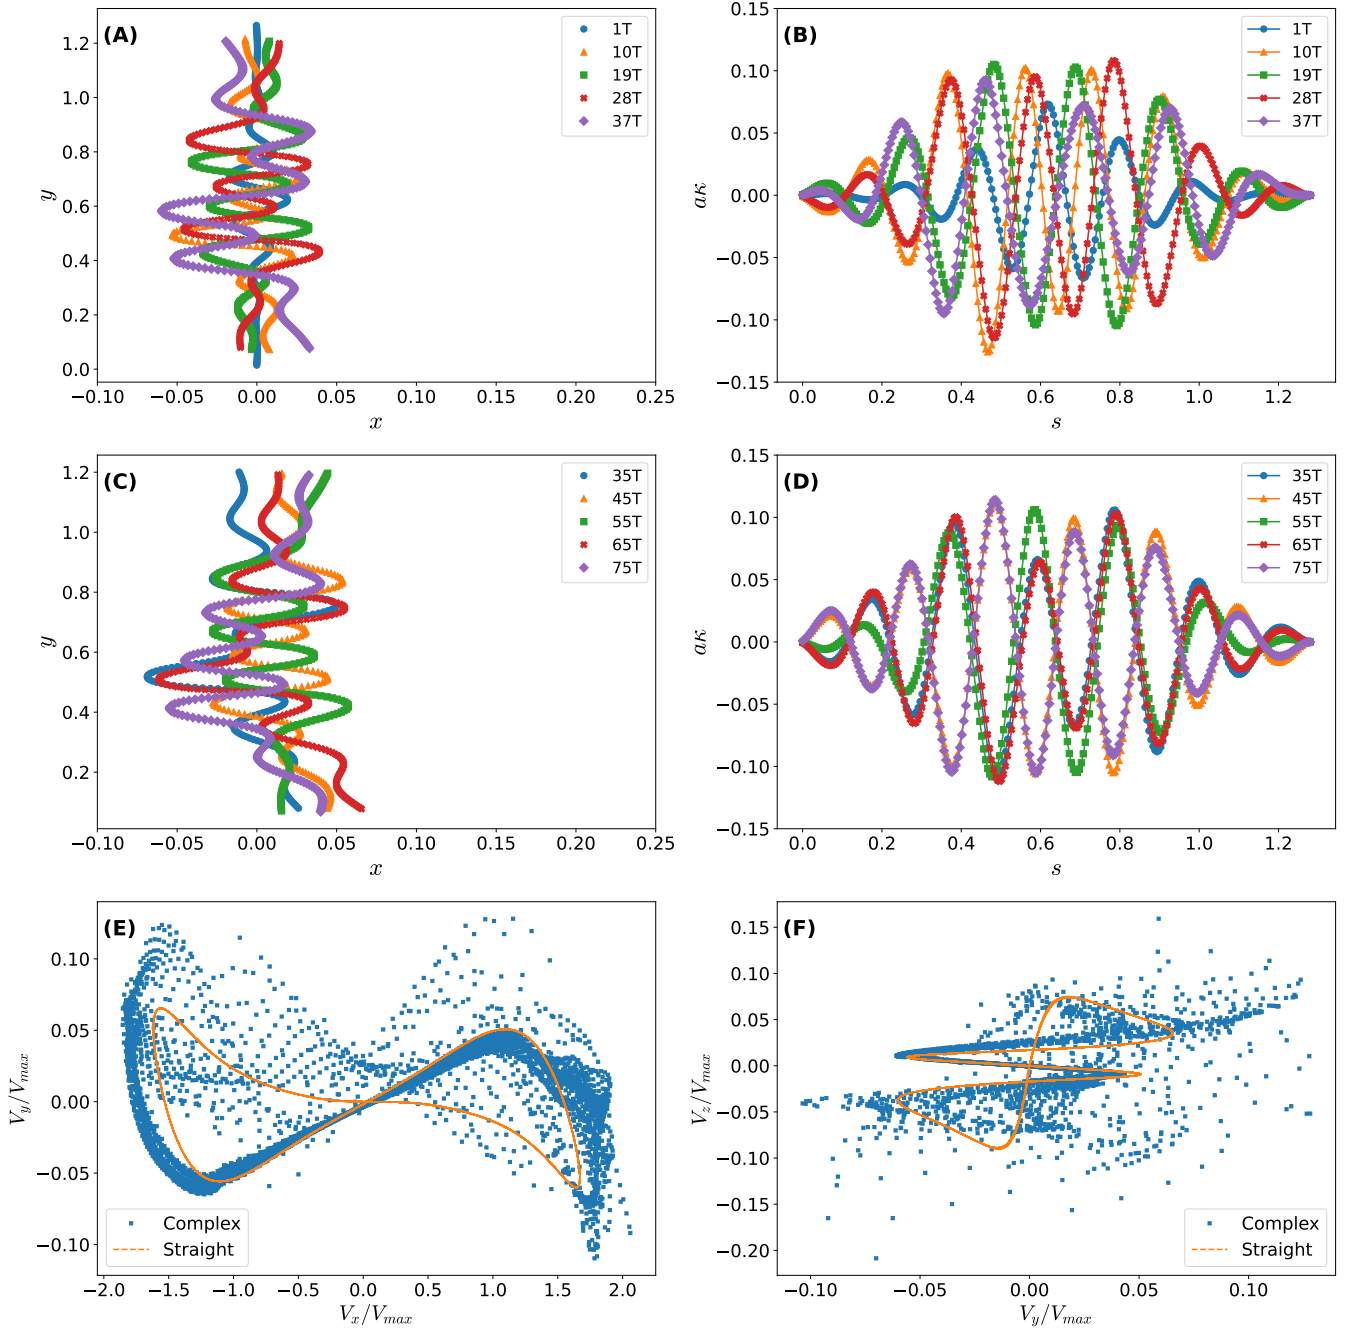 (A)
1T
10T
19T
28T
37T
y
1.2
1.0
0.8
0.6
0.4
0.2
0.0
−0.10 −0.05 0.00 0.05 0.10 0.15 0.20 0.25
x
(B)
1T
10T
19T
28T
37T
aκ
0.15
0.10
0.05
0.00
−0.05
−0.10
−0.15
0.0 0.2 0.4 0.6 0.8 1.0 1.2
s
(C)
35T
45T
55T
65T
75T
y
1.2
1.0
0.8
0.6
0.4
0.2
−0.10 −0.05 0.00 0.05 0.10 0.15 0.20 0.25
x
(D)
35T
45T
55T
65T
75T
aκ
0.15
0.10
0.05
0.00
−0.05
−0.10
−0.15
0.0 0.2 0.4 0.6 0.8 1.0 1.2
s
(E)
V_y/V_max
0.10
0.05
0.00
−0.05
−0.10
Complex
Straight
−2.0 −1.5 −1.0 −0.5 0.0 0.5 1.0 1.5 2.0
V_x/V_max
(F)
V_z/V_max
0.15
0.10
0.05
0.00
−0.05
−0.10
−0.15
−0.20
Complex
Straight
−0.10 −0.05 0.00 0.05 0.10
V_y/V_max